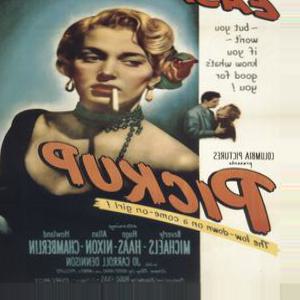 EASY
- but you
- won't -
if you
know what's
good for
you!
COLUMBIA PICTURES
presents
PICKUP
The low-down on a come-on girl!
Beverly Hugo Allan Howland
MICHAELS·HAAS·NIXON·CHAMBERLIN
JO CARROLL DENNISON